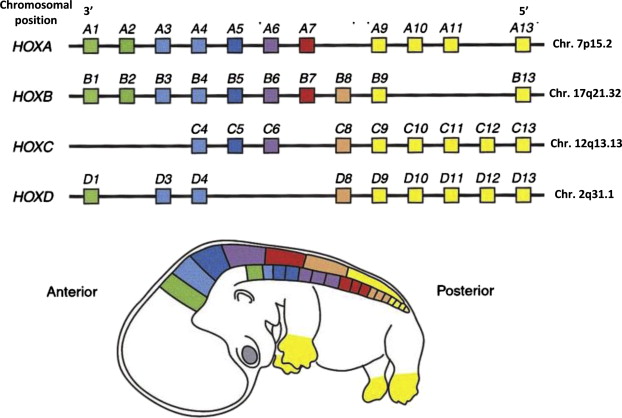 Chromosomal
position 3' 5'
A1 A2 A3 A4 A5 A6 A7 A9 A10 A11 A13
HOXA Chr. 7p15.2
B1 B2 B3 B4 B5 B6 B7 B8 B9 B13
HOXB Chr. 17q21.32
C4 C5 C6 C8 C9 C10 C11 C12 C13
HOXC Chr. 12q13.13
D1 D3 D4 D8 D9 D10 D11 D12 D13
HOXD Chr. 2q31.1
Anterior Posterior